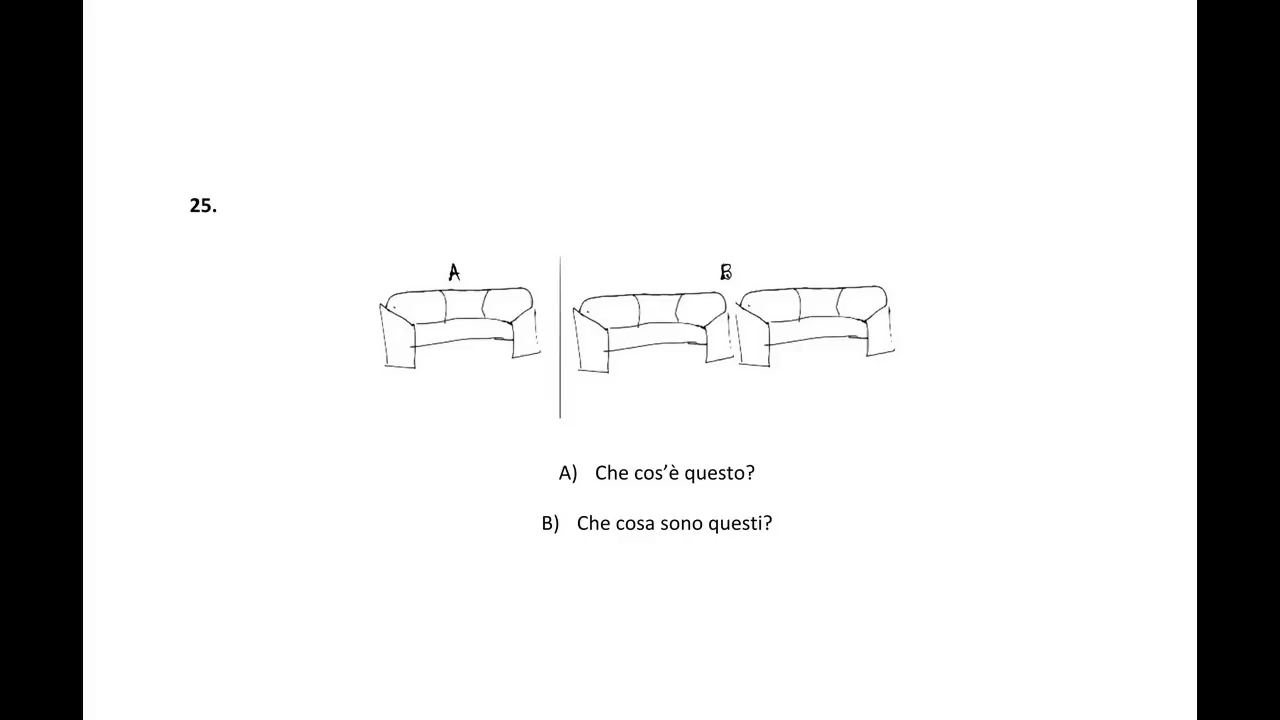 25.
A B
A) Che cos’è questo?
B) Che cosa sono questi?